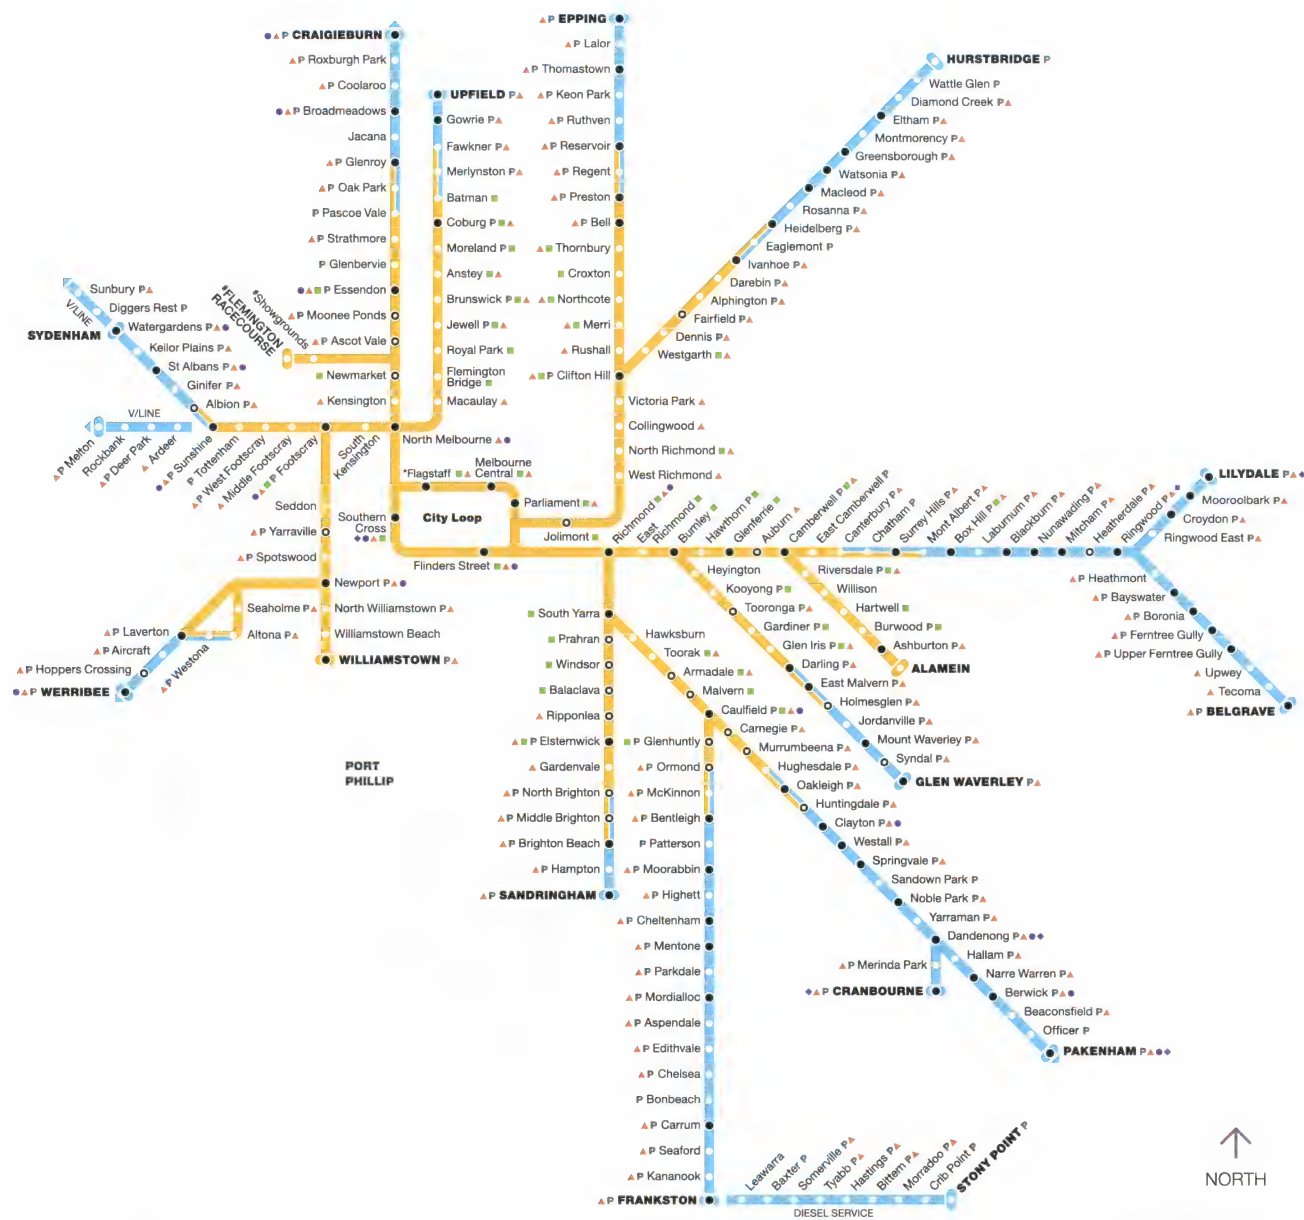 CRAIGIEBURN
P Roxburgh Park
P Coolaroo
P Broadmeadows
Jacana
P Glenroy
P Oak Park
P Pascoe Vale
P Strathmore
P Glenbervie
P Essendon
P Moonee Ponds
P Ascot Vale
Newmarket
Kensington
UPFIELD P
Gowrie P
Fawkner P
Merlynston P
Batman
Coburg P
Moreland P
Anstey
Brunswick P
Jewell P
Royal Park
Flemington
Bridge
Macaulay
North Melbourne
P EPPING
P Lalor
P Thomastown
P Keon Park
P Ruthven
P Reservoir
P Regent
P Preston
P Bell
Thornbury
Croxton
Northcote
Merri
Rushall
P Clifton Hill
Victoria Park
Collingwood
North Richmond
West Richmond
HURSTBRIDGE P
Wattle Glen P
Diamond Creek P
Eltham P
Montmorency P
Greensborough P
Watsonia P
Macleod P
Rosanna P
Heidelberg P
Eaglemont P
Ivanhoe P
Darebin P
Alphington P
Fairfield P
Dennis P
Westgarth
#Showgrounds
#FLEMINGTON
RACECOURSE
Sunbury P
Diggers Rest P
V/LINE
Watergardens P
SYDENHAM
Keilor Plains P
St Albans P
Ginifer P
Albion P
V/LINE
P Melton
Rockbank
P Deer Park
Ardeer
P Sunshine
P Tottenham
P West Footscray
Middle Footscray
P Footscray
South
Kensington
*Flagstaff
Melbourne
Central
Parliament
City Loop
Southern
Cross
Flinders Street
Jolimont
Seddon
P Yarraville
P Spotswood
Newport P
North Williamstown P
Williamstown Beach
WILLIAMSTOWN P
Seaholme P
Altona P
P Westona
P Laverton
P Aircraft
P Hoppers Crossing
P WERRIBEE
PORT
PHILLIP
Richmond
East
Richmond
Burnley
Hawthorn P
Glenferrie
Auburn
Camberwell P
East Camberwell P
Canterbury P
Chatham P
Surrey Hills P
Mont Albert P
Box Hill P
Laburnum P
Blackburn P
Nunawading P
Mitcham P
Heatherdale P
Ringwood P
LILYDALE P
Mooroolbark P
Croydon P
Ringwood East P
P Heathmont
P Bayswater
P Boronia
P Ferntree Gully
P Upper Ferntree Gully
Upwey
Tecoma
P BELGRAVE
Riversdale P
Willison
Hartwell
Burwood P
Ashburton P
ALAMEIN
Heyington
Kooyong P
Tooronga P
Gardiner P
Glen Iris P
Darling P
East Malvern P
Holmesglen P
Jordanville P
Mount Waverley P
Syndal P
GLEN WAVERLEY P
South Yarra
Prahran
Windsor
Balaclava
Ripponlea
P Elsternwick
Gardenvale
P North Brighton
P Middle Brighton
P Brighton Beach
P Hampton
P SANDRINGHAM
Hawksburn
Toorak
Armadale
Malvern
Caulfield P
Carnegie P
Murrumbeena P
Hughesdale P
Oakleigh P
Huntingdale P
Clayton P
Westall P
Springvale P
Sandown Park P
Noble Park P
Yarraman P
Dandenong P
Hallam P
Narre Warren P
Berwick P
Beaconsfield P
Officer P
PAKENHAM P
P Merinda Park
P CRANBOURNE
P Glenhuntly
P Ormond
P McKinnon
P Bentleigh
P Patterson
P Moorabbin
P Highett
P Cheltenham
P Mentone
P Parkdale
P Mordialloc
P Aspendale
P Edithvale
P Chelsea
P Bonbeach
P Carrum
P Seaford
P Kananook
P FRANKSTON
Leawarra
Baxter P
Somerville P
Tyabb P
Hastings P
Bittern P
Morradoo P
Crib Point P
STONY POINT P
DIESEL SERVICE
NORTH